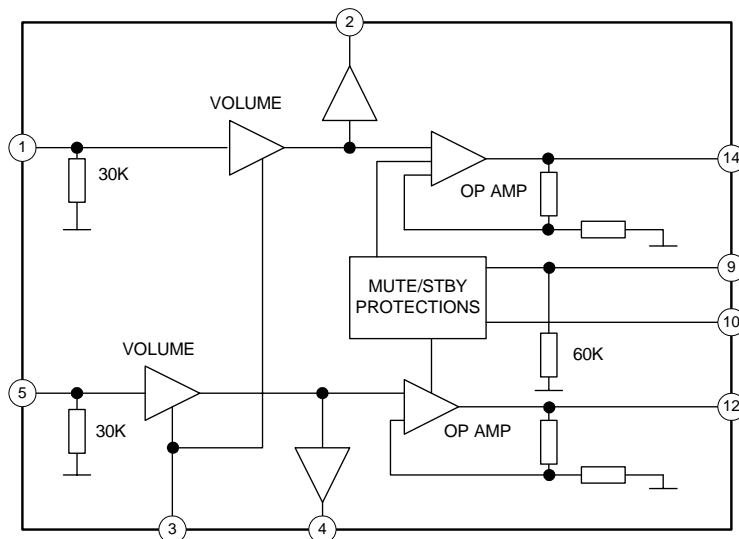 2
VOLUME
1
30K
14
OP AMP
9
MUTE/STBY
PROTECTIONS
10
VOLUME
60K
5
12
30K
OP AMP
3
4